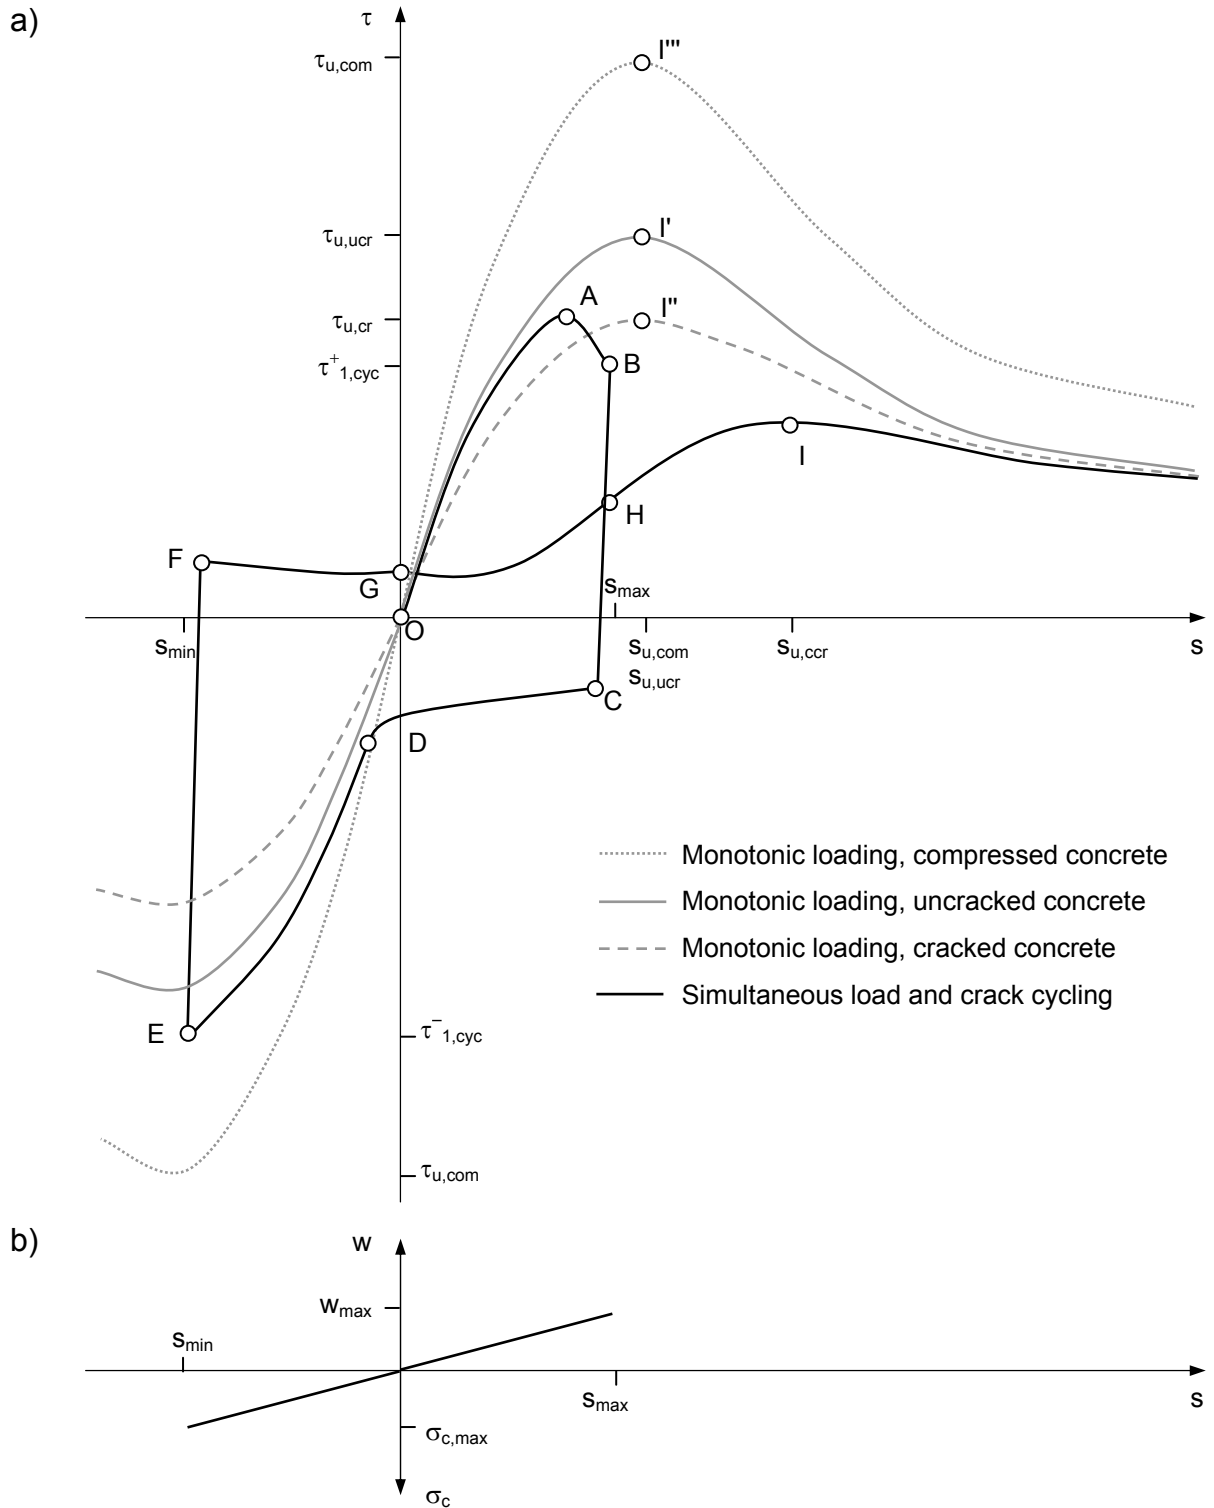 a)
τ
τu,com
I'''
τu,ucr
I'
A
τu,cr
I''
τ+1,cyc
B
I
H
F
G
smax
O
smin
su,com
su,ccr
s
su,ucr
C
D
Monotonic loading, compressed concrete
Monotonic loading, uncracked concrete
Monotonic loading, cracked concrete
Simultaneous load and crack cycling
E
τ−1,cyc
τu,com
b)
w
wmax
smin
smax
s
σc,max
σc